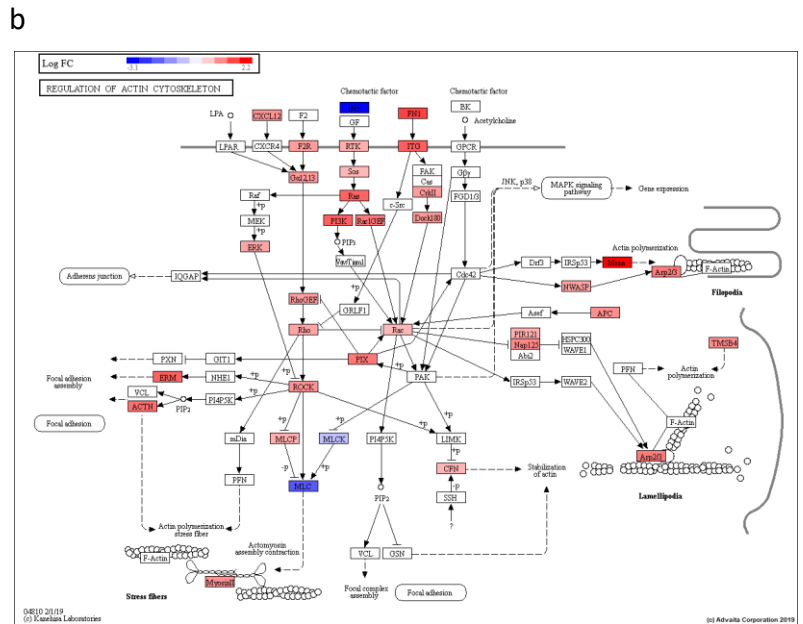 b
Log FC
-3.1 2.2
REGULATION OF ACTIN CYTOSKELETON
Chemotactic factor
Chemotactic factor
LPA
CXCL12
F2
GF
FN1
BK
Acetylcholine
LPAR
CXCR4
F2R
RTK
ITG
GPCR
Gα12,13
Sos
FAK
Cas
CrkII
Gβγ
JNK, p38
MAPK signaling
pathway
Gene expression
Raf
Ras
c-Src
FGD1/3
+p
MEK
PI3K
Rac1GEF
Dock180
+p
ERK
PIP3
Vav/Tiam1
Adherens junction
IQGAP
Cdc42
Drf3
IRSp53
Mena
Actin polymerization
Arp2/3
F-Actin
NWASP
Filopodia
+p
RhoGEF
GRLF1
Asef
APC
Rho
Rac
PIR121
Nap125
Abi2
HSPC300
WAVE1
TMSB4
PXN
GIT1
PIX
PFN
Actin
polymerization
Focal adhesion
assembly
ERM
+p
NHE1
+p
ROCK
+p
PAK
IRSp53
WAVE2
VCL
ACTN
PIP2
PI4P5K
F-Actin
Focal adhesion
+p
+p
+p
mDia
MLCP
MLCK
PI4P5K
LIMK
+p
Arp2/3
-p
+p
CFN
Stabilization
of actin
Lamellipodia
PFN
MLC
-p
PIP2
SSH
?
Actin polymerization
stress fiber
Actomyosin
assembly contraction
F-Actin
VCL
GSN
MyosinII
Stress fibers
Focal complex
assembly
Focal adhesion
04810 2/1/19
(c) Kanehisa Laboratories
(c) Advaita Corporation 2019